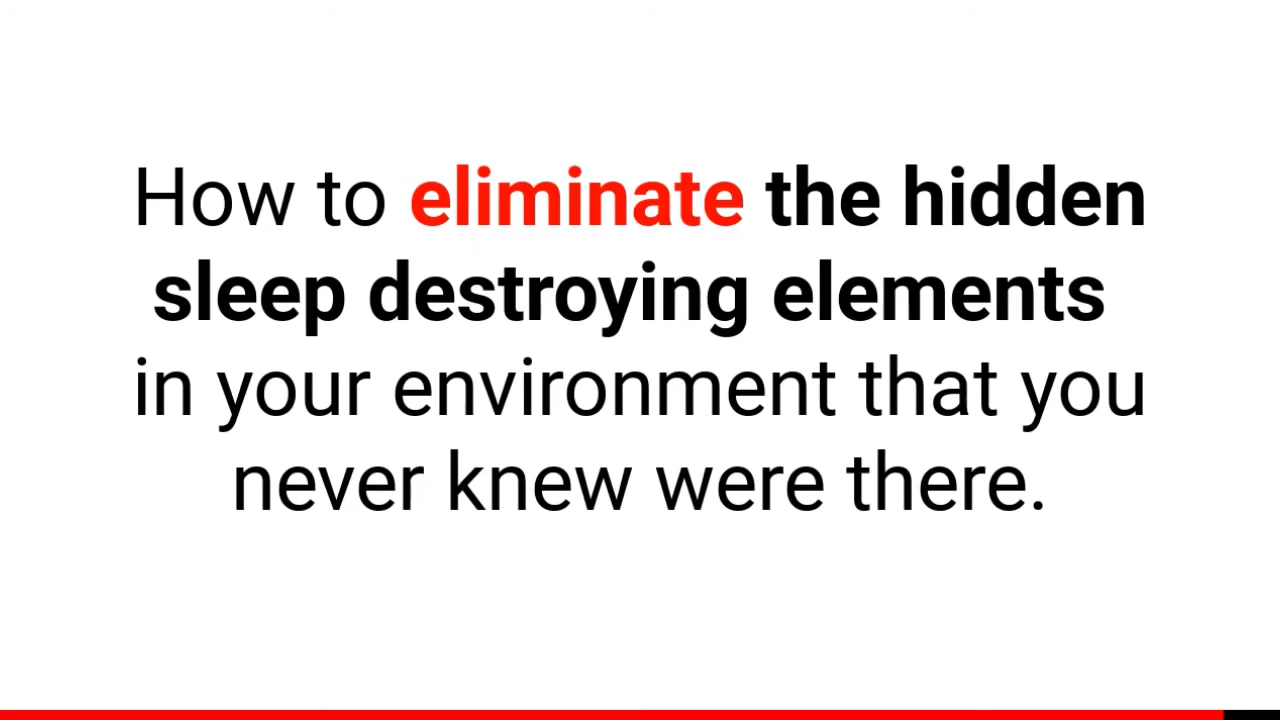 How to eliminate the hidden
sleep destroying elements
in your environment that you
never knew were there.